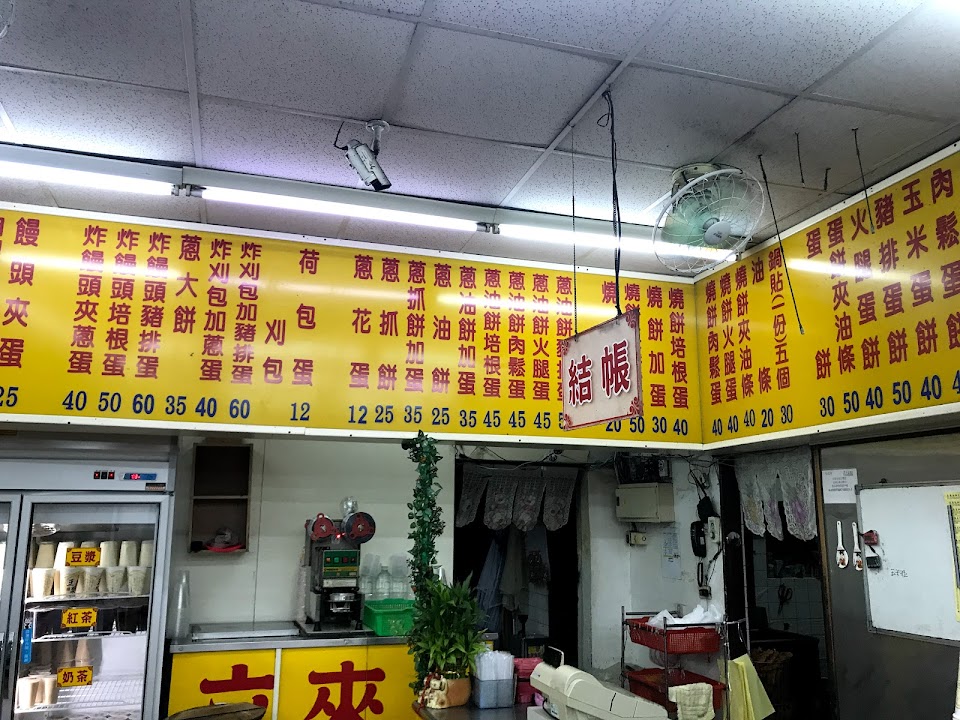 饅頭夾蛋 25
炸饅頭夾蔥蛋 40
炸饅頭培根蛋 50
炸饅頭豬排蛋 60
蔥大餅 35
炸刈包加蔥蛋 40
炸刈包加豬排蛋 60
刈包
荷包蛋 12
蔥花蛋 12
蔥抓餅 25
蔥抓餅加蛋 35
蔥油餅 25
蔥油餅加蛋 35
蔥油餅培根蛋 45
蔥油餅肉鬆蛋 45
蔥油餅火腿蛋 45
燒餅 20
50
燒餅加蛋 30
燒餅培根蛋 40
燒餅肉鬆蛋 40
燒餅火腿蛋 40
燒餅夾油條 40
油條 20
鍋貼(一份)五個 30
蛋餅 30
蛋餅夾油條 50
火腿蛋餅 40
豬排蛋餅 50
玉米蛋餅 40
肉鬆蛋餅
結帳
豆漿
紅茶
奶茶
來